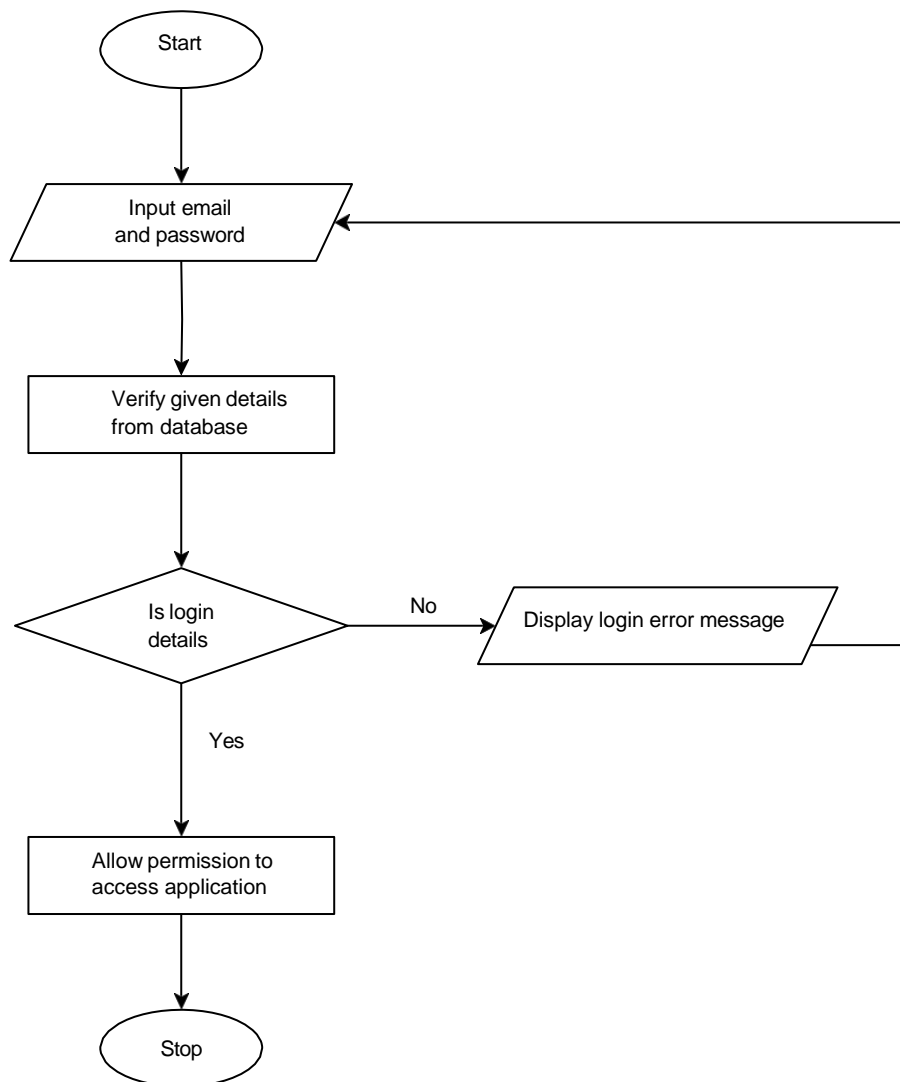 Start
Input email
and password
Verify given details
from database
Is login
details
No
Display login error message
Yes
Allow permission to
access application
Stop